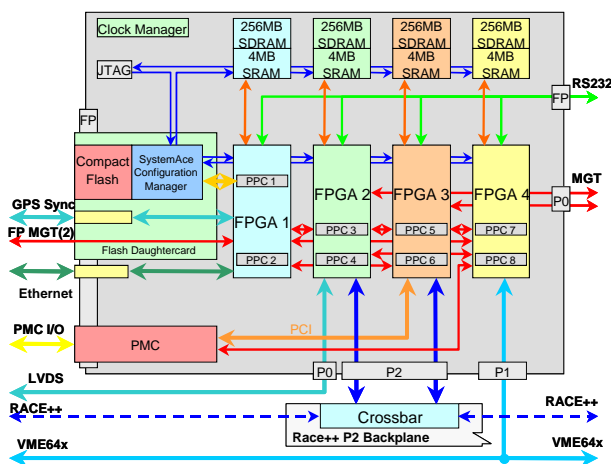 Clock Manager
256MB
SDRAM
4MB
SRAM
256MB
SDRAM
4MB
SRAM
256MB
SDRAM
4MB
SRAM
256MB
SDRAM
4MB
SRAM
JTAG
RS232
FP
FP
Compact
Flash
SystemAce
Configuration
Manager
PPC 1
FPGA 1
PPC 2
FPGA 2
PPC 3
PPC 4
FPGA 3
PPC 5
PPC 6
FPGA 4
PPC 7
PPC 8
MGT
P0
GPS Sync
FP MGT(2)
Flash Daughtercard
Ethernet
PMC I/O
PMC
PCI
P0
P2
P1
LVDS
RACE++
Crossbar
RACE++
Race++ P2 Backplane
VME64x
VME64x